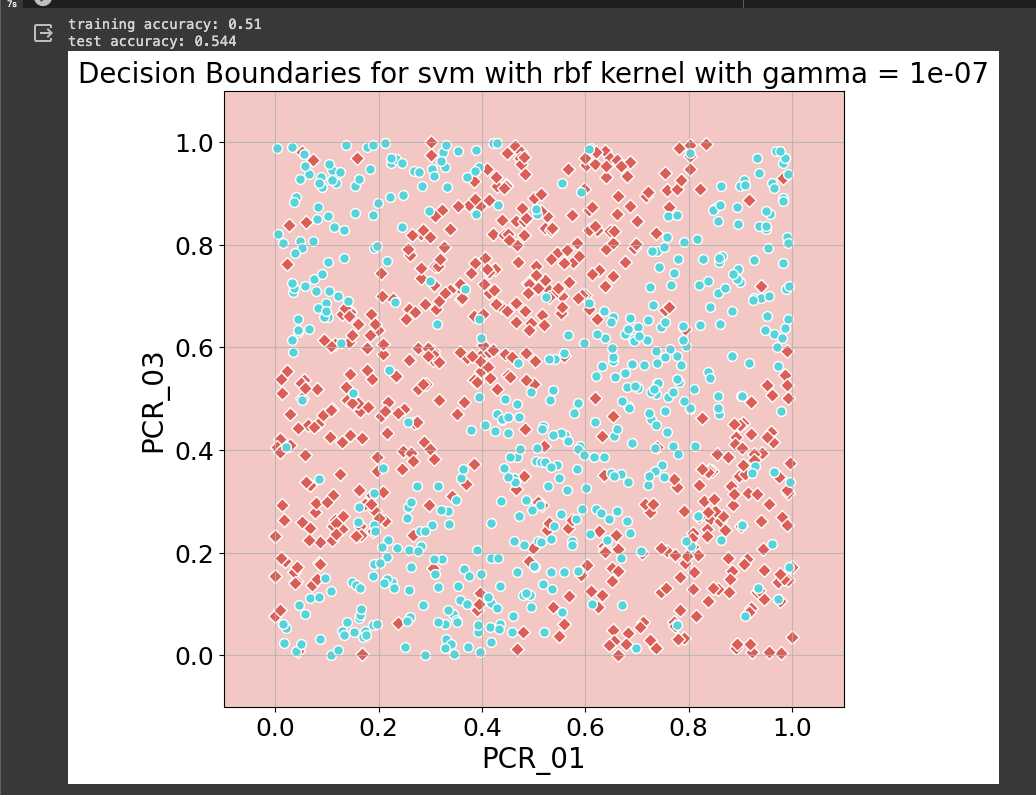 7s
training accuracy: 0.51
test accuracy: 0.544
Decision Boundaries for svm with rbf kernel with gamma = 1e-07
1.0
0.8
0.6
0.4
0.2
0.0
PCR_03
0.0 0.2 0.4 0.6 0.8 1.0
PCR_01